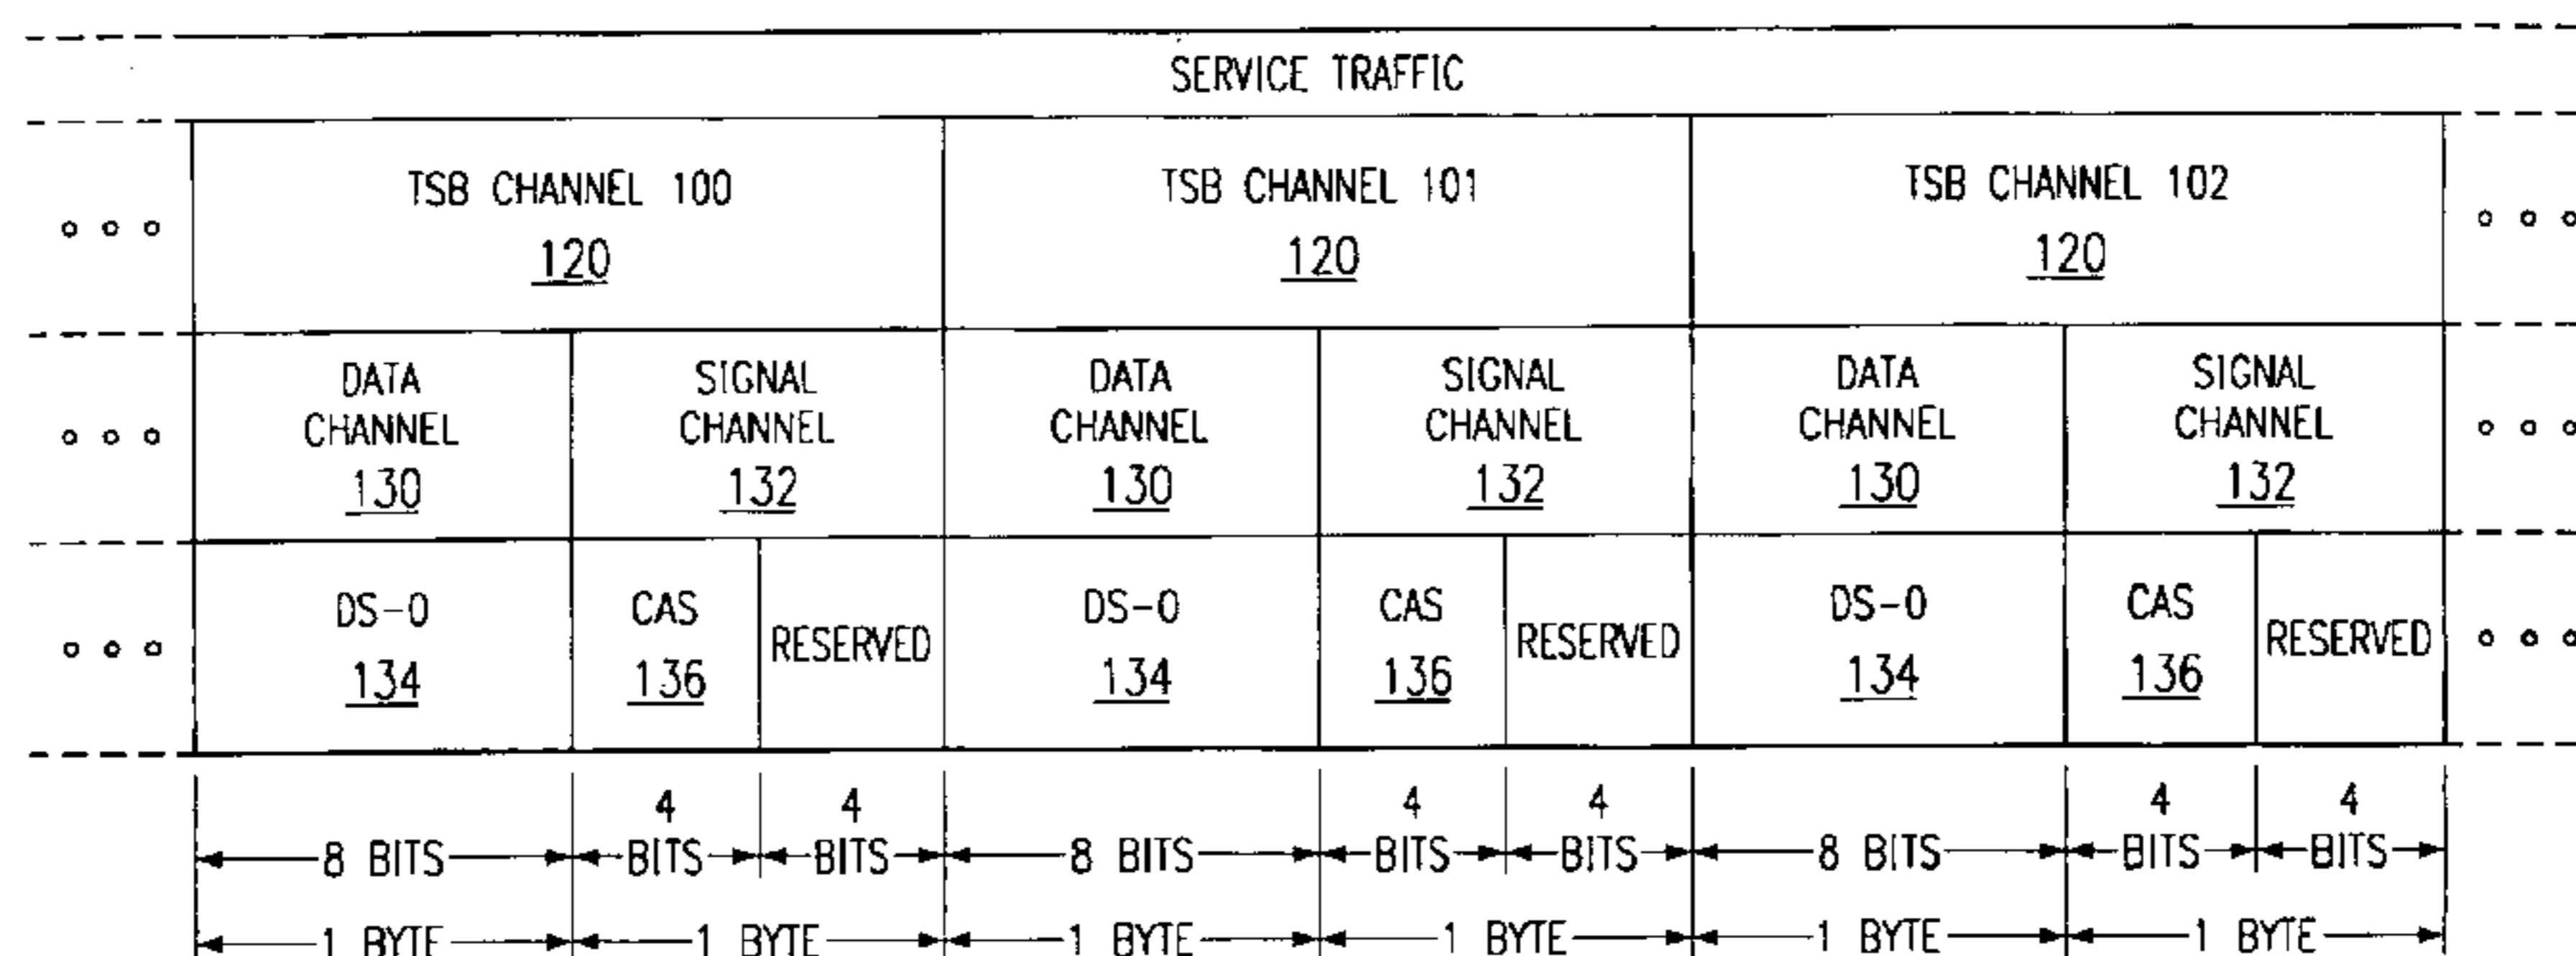 SERVICE TRAFFIC
TSB CHANNEL 100 TSB CHANNEL 101 TSB CHANNEL 102
120 120 120
DATA SIGNAL DATA SIGNAL DATA SIGNAL
CHANNEL CHANNEL CHANNEL CHANNEL CHANNEL CHANNEL
130 132 130 132 130 132
DS-0 CAS RESERVED DS-0 CAS RESERVED DS-0 CAS RESERVED
134 136 134 136 134 136
4 4 4 4 4 4
8 BITS BITS BITS 8 BITS BITS BITS 8 BITS BITS BITS
1 BYTE 1 BYTE 1 BYTE 1 BYTE 1 BYTE 1 BYTE